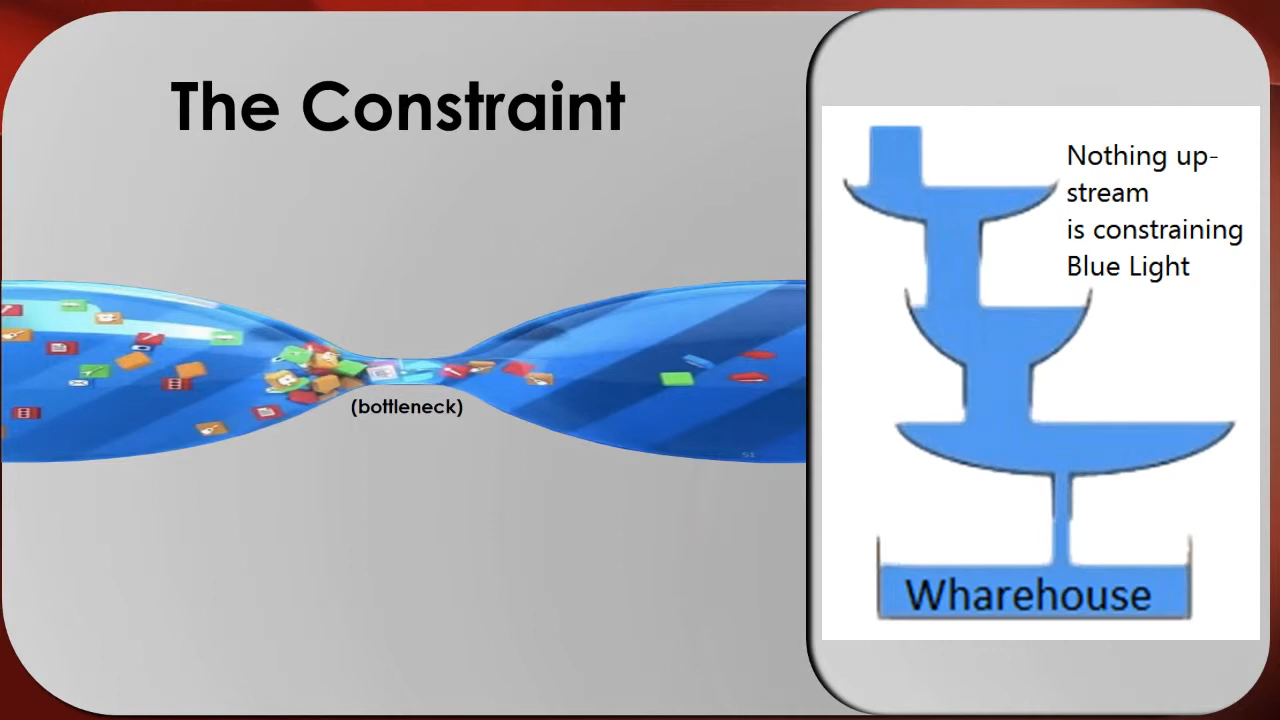 The Constraint
(bottleneck)
Nothing up-
stream
is constraining
Blue Light
Wharehouse